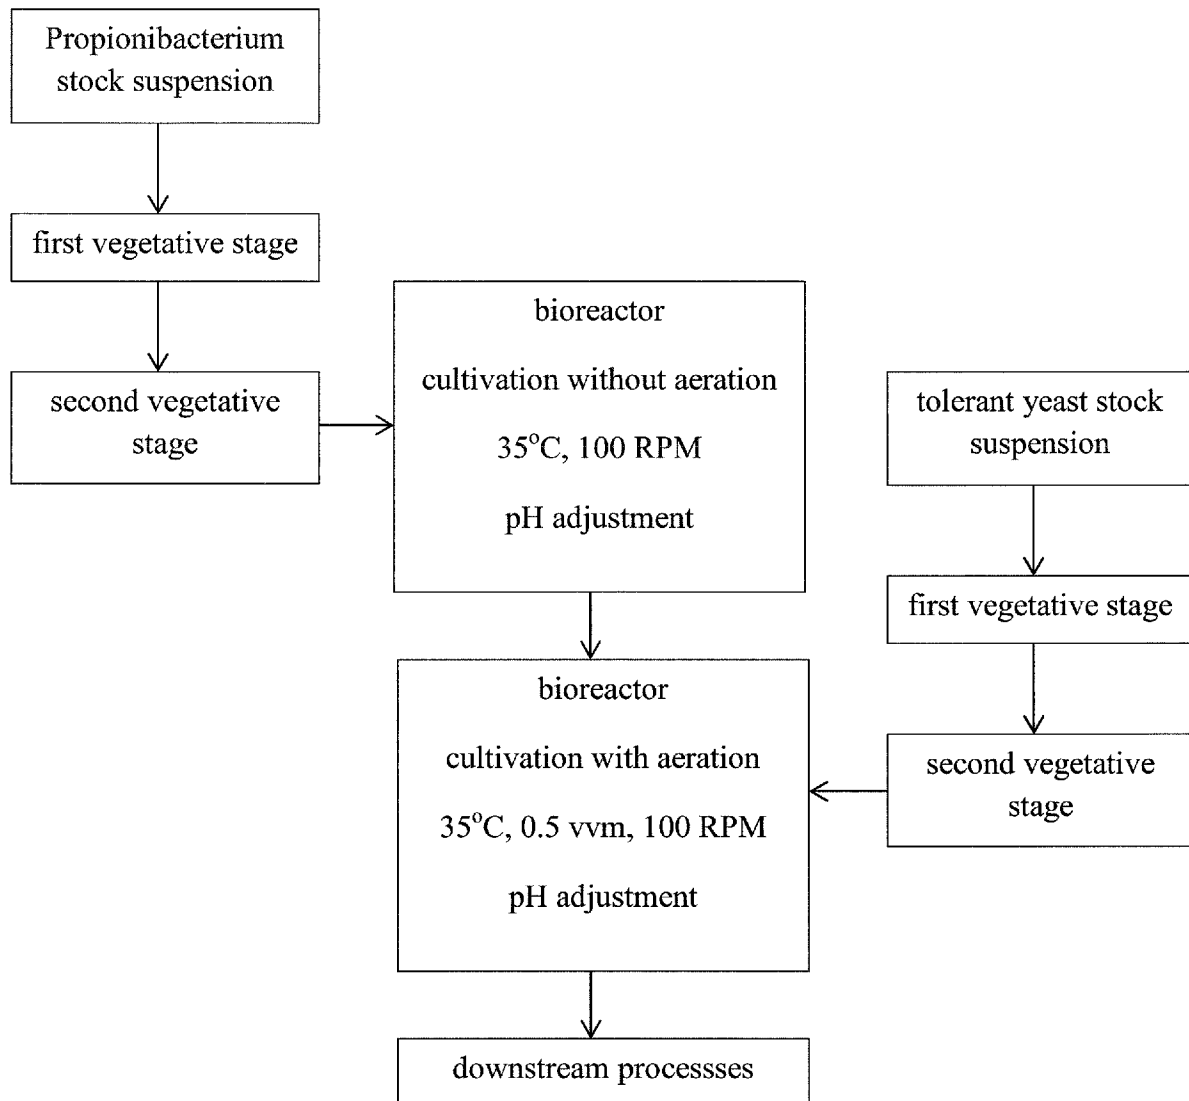 Propionibacterium
stock suspension
first vegetative stage
second vegetative
stage
bioreactor
cultivation without aeration
35°C, 100 RPM
pH adjustment
tolerant yeast stock
suspension
first vegetative stage
second vegetative
stage
bioreactor
cultivation with aeration
35°C, 0.5 vvm, 100 RPM
pH adjustment
downstream processses